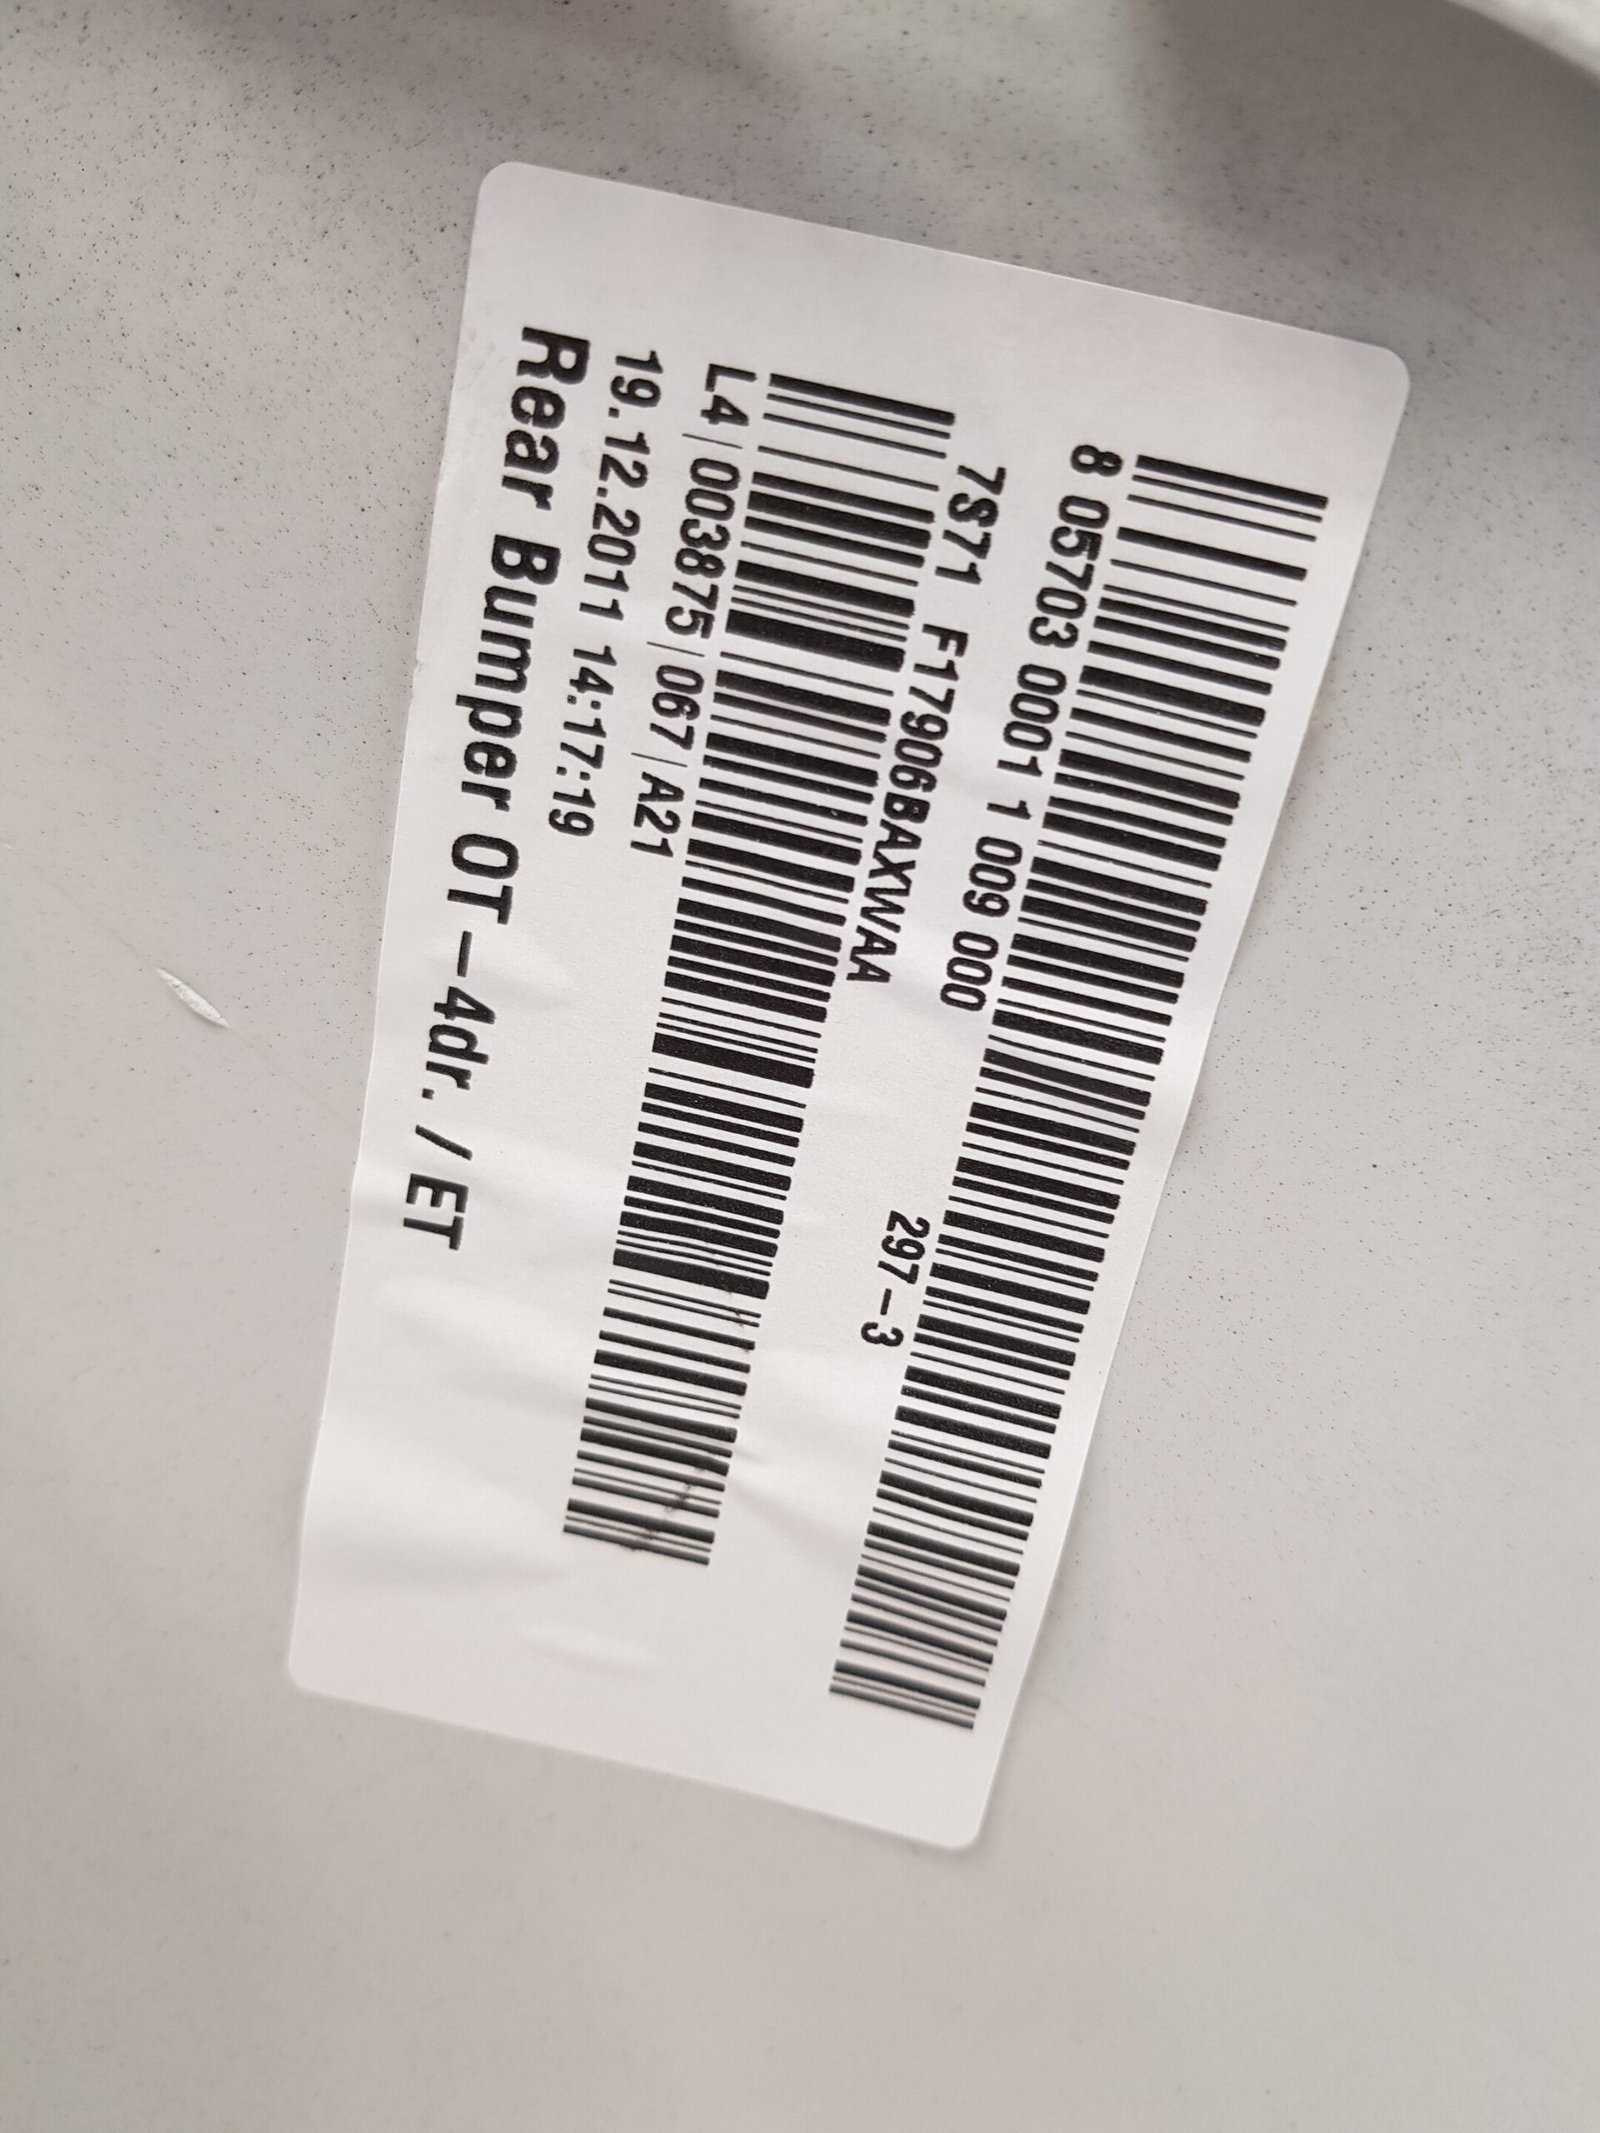 8 05703 0001 1 009 000
297-3
7S71 F17906BAXWAA
L4|003875|067|A21
19.12.2011 14:17:19
Rear Bumper OT-4dr. / ET